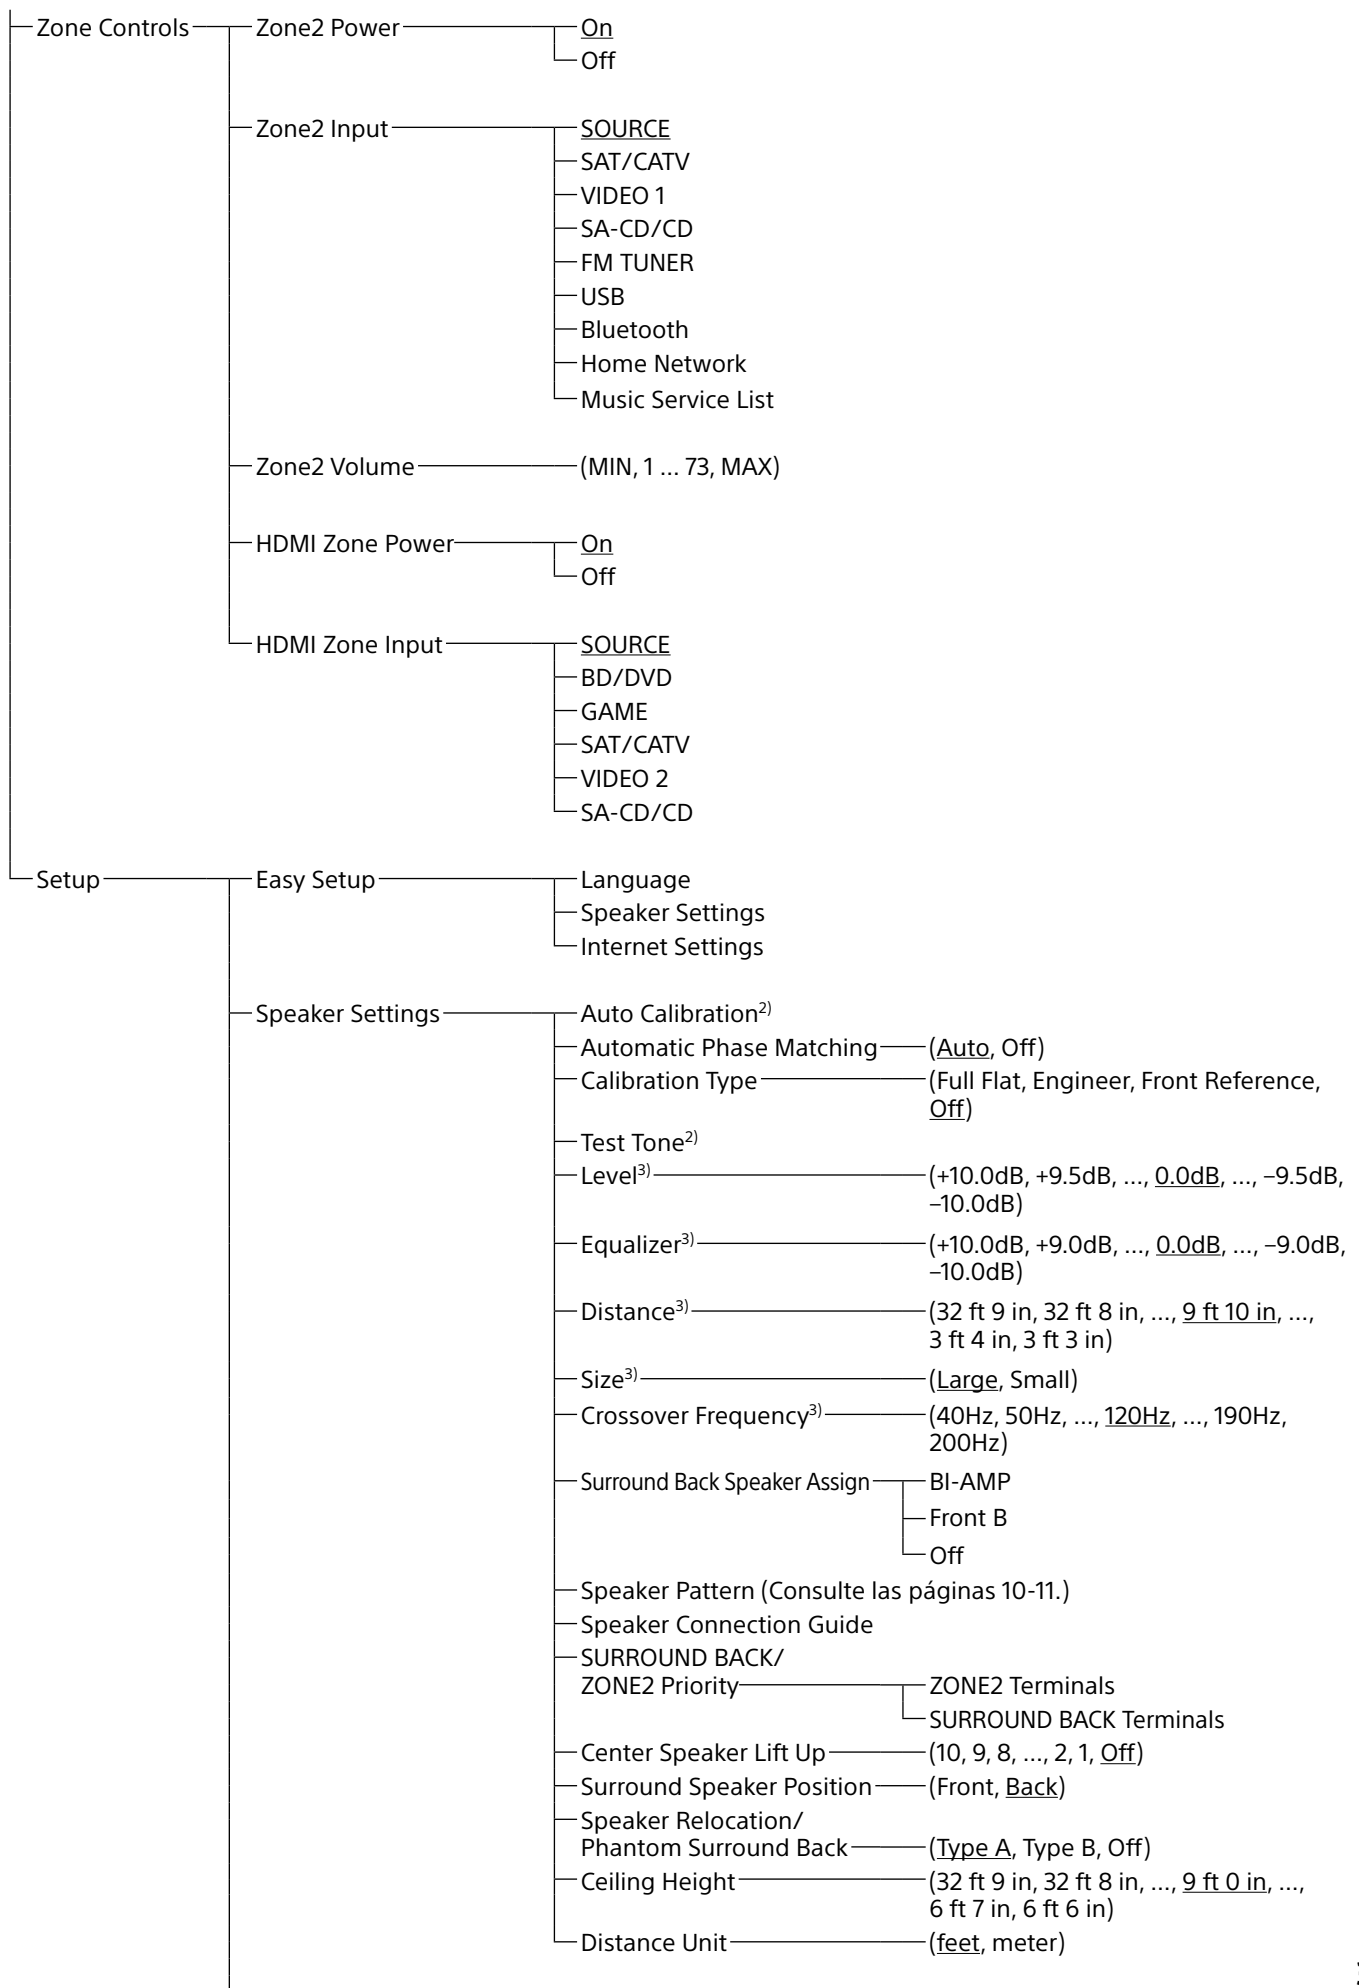 Zone Controls Zone2 Power On
Off
Zone2 Input SOURCE
SAT/CATV
VIDEO 1
SA-CD/CD
FM TUNER
USB
Bluetooth
Home Network
Music Service List
Zone2 Volume (MIN, 1 ... 73, MAX)
HDMI Zone Power On
Off
HDMI Zone Input SOURCE
BD/DVD
GAME
SAT/CATV
VIDEO 2
SA-CD/CD
Setup Easy Setup Language
Speaker Settings
Internet Settings
Speaker Settings Auto Calibration2)
Automatic Phase Matching (Auto, Off)
Calibration Type (Full Flat, Engineer, Front Reference,
Off)
Test Tone2)
Level3) (+10.0dB, +9.5dB, ..., 0.0dB, ..., –9.5dB,
–10.0dB)
Equalizer3) (+10.0dB, +9.0dB, ..., 0.0dB, ..., –9.0dB,
–10.0dB)
Distance3) (32 ft 9 in, 32 ft 8 in, ..., 9 ft 10 in, ...,
3 ft 4 in, 3 ft 3 in)
Size3) (Large, Small)
Crossover Frequency3) (40Hz, 50Hz, ..., 120Hz, ..., 190Hz,
200Hz)
Surround Back Speaker Assign BI-AMP
Front B
Off
Speaker Pattern (Consulte las páginas 10-11.)
Speaker Connection Guide
SURROUND BACK/
ZONE2 Priority ZONE2 Terminals
SURROUND BACK Terminals
Center Speaker Lift Up (10, 9, 8, ..., 2, 1, Off)
Surround Speaker Position (Front, Back)
Speaker Relocation/
Phantom Surround Back (Type A, Type B, Off)
Ceiling Height (32 ft 9 in, 32 ft 8 in, ..., 9 ft 0 in, ...,
6 ft 7 in, 6 ft 6 in)
Distance Unit (feet, meter)